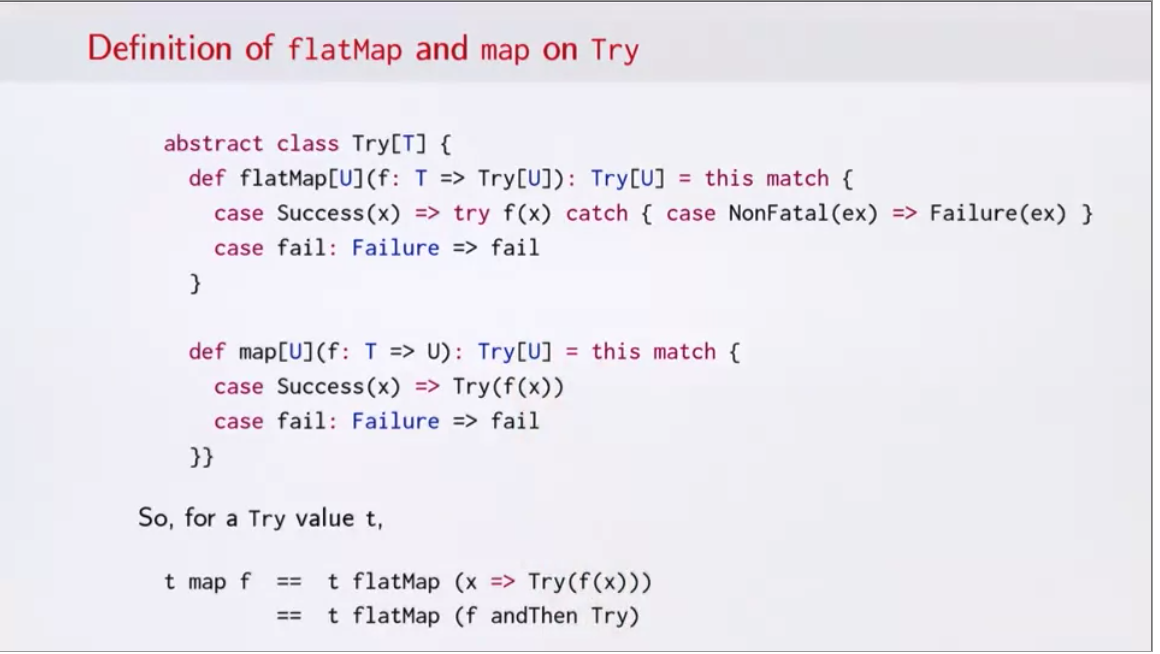 Definition of flatMap and map on Try
abstract class Try[T] {
  def flatMap[U](f: T => Try[U]): Try[U] = this match {
    case Success(x) => try f(x) catch { case NonFatal(ex) => Failure(ex) }
    case fail: Failure => fail
  }
  def map[U](f: T => U): Try[U] = this match {
    case Success(x) => Try(f(x))
    case fail: Failure => fail
  }}
So, for a Try value t,
t map f == t flatMap (x => Try(f(x)))
== t flatMap (f andThen Try)